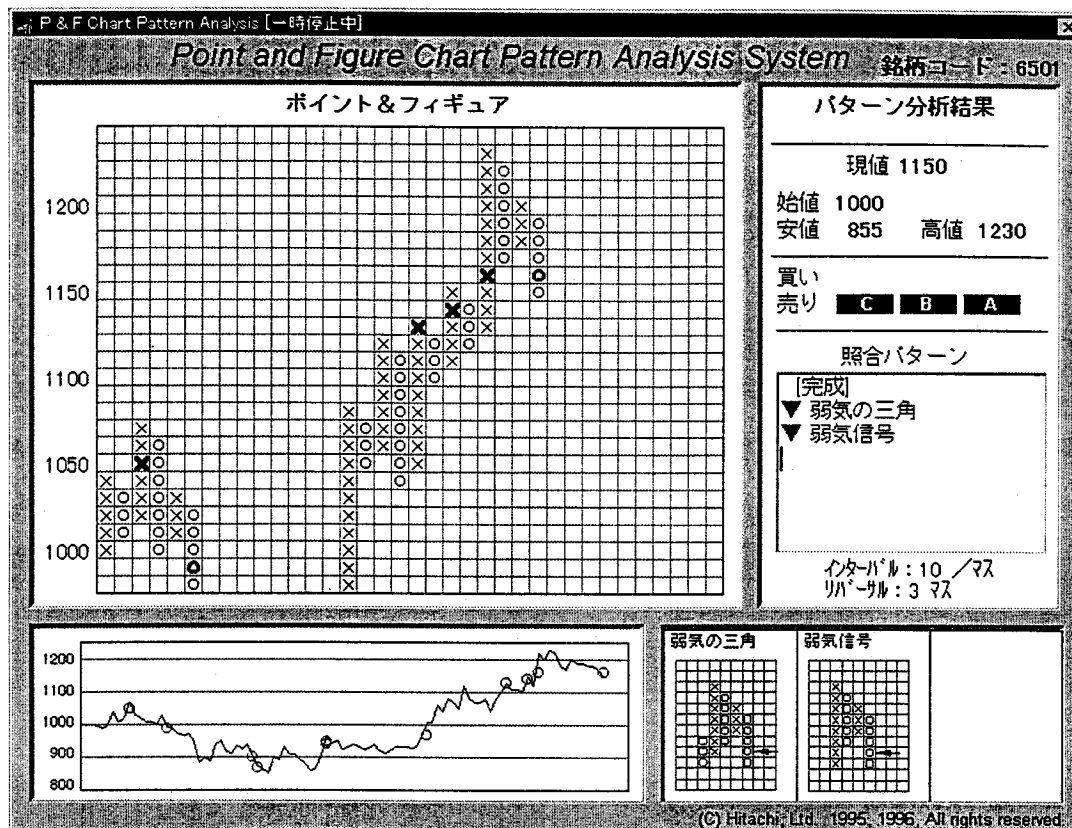 P & F Chart Pattern Analysis [一時停止中]
Point and Figure Chart Pattern Analysis System
銘柄コード : 6501
ポイント＆フィギュア
1200
1150
1100
1050
1000
パターン分析結果
現値 1150
始値 1000
安値 855 高値 1230
買い
売り C B A
照合パターン
[完成]
▼ 弱気の三角
▼ 弱気信号
インターバル : 10 ／マス
リバーサル : 3 マス
1200
1100
1000
900
800
弱気の三角
弱気信号
(C) Hitachi, Ltd. 1995, 1996, All rights reserved.